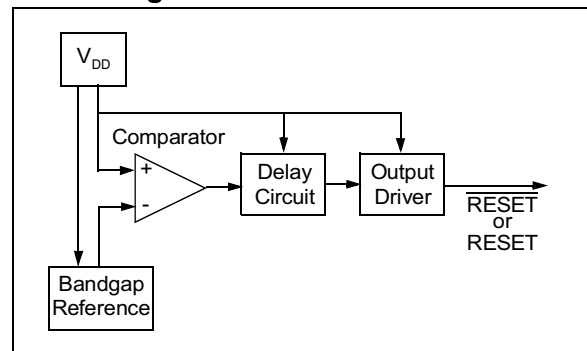 V_DD
Comparator
+
-
Delay
Circuit
Output
Driver
RESET
or
RESET
Bandgap
Reference